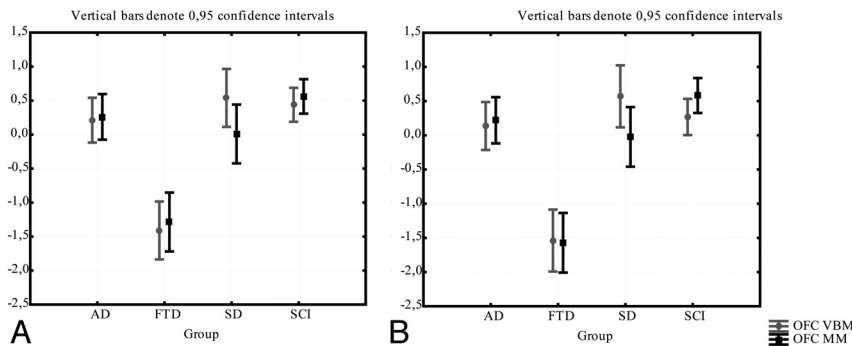 Vertical bars denote 0,95 confidence intervals
1,5
1,0
0,5
0,0
-0,5
-1,0
-1,5
-2,0
-2,5
AD FTD SD SCI
Group
A
Vertical bars denote 0,95 confidence intervals
1,5
1,0
0,5
0,0
-0,5
-1,0
-1,5
-2,0
-2,5
AD FTD SD SCI
Group
B
OFC VBM
OFC MM